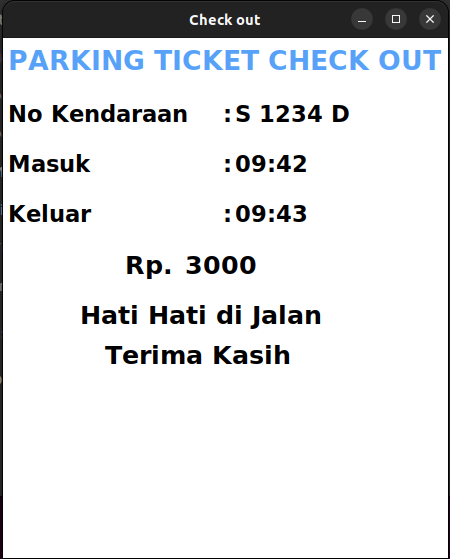 Check out
PARKING TICKET CHECK OUT
No Kendaraan : S 1234 D
Masuk : 09:42
Keluar : 09:43
Rp. 3000
Hati Hati di Jalan
Terima Kasih